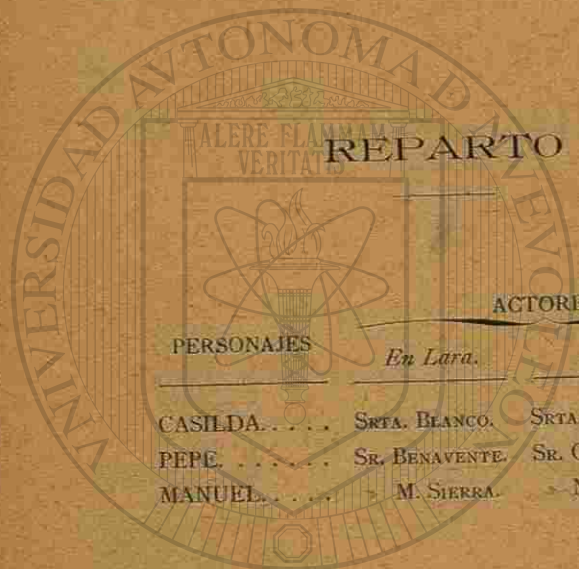 UNIVERSIDAD AUTONOMA DE NUEVO LEON
ALERE FLAMMAM
VERITATIS
REPARTO
ACTORE
PERSONAJES
En Lara.
CASILDA. . . . . SRTA. BLANCO. SRTA
PEPE. . . . . . . SR. BENAVENTE. SR.
MANUEL. . . . . » M. SIERRA. »